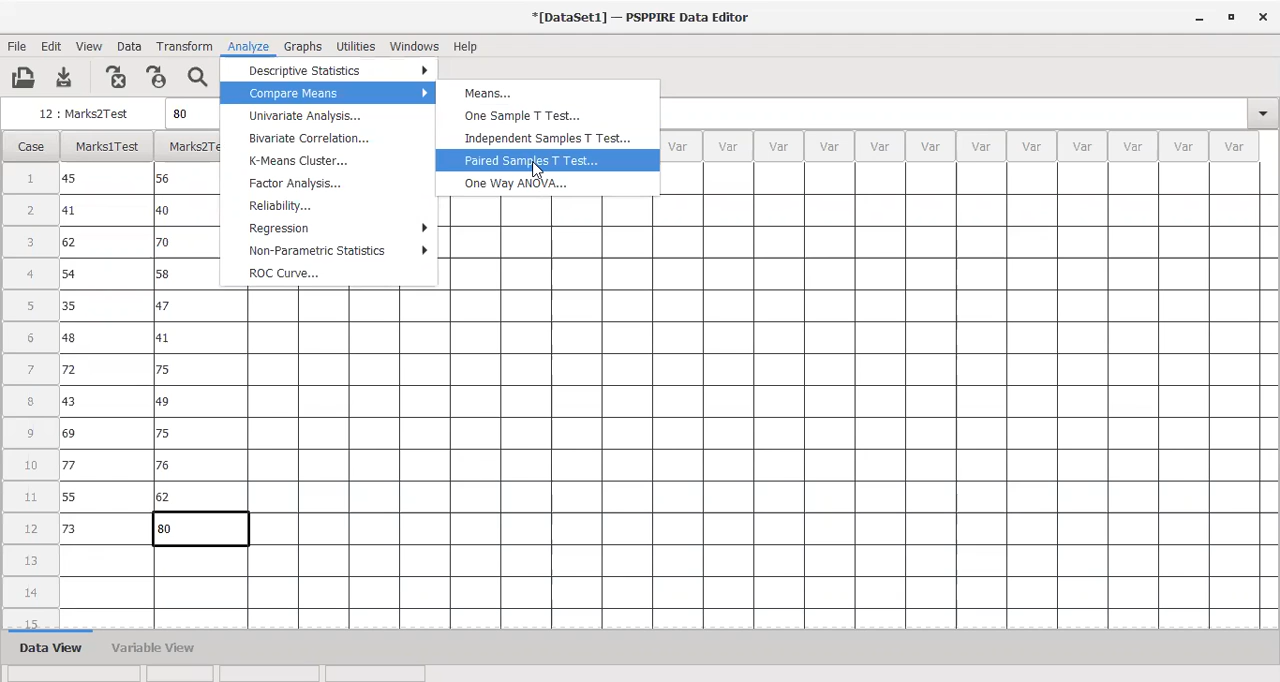 *[DataSet1] — PSPPIRE Data Editor
File Edit View Data Transform Analyze Graphs Utilities Windows Help
12 : Marks2Test 80
Descriptive Statistics
Compare Means
Univariate Analysis...
Bivariate Correlation...
K-Means Cluster...
Factor Analysis...
Reliability...
Regression
Non-Parametric Statistics
ROC Curve...
Means...
One Sample T Test...
Independent Samples T Test...
Paired Samples T Test...
One Way ANOVA...
Case Marks1Test Marks2Te Var Var Var Var Var Var Var Var Var Var Var Var
1 45 56
2 41 40
3 62 70
4 54 58
5 35 47
6 48 41
7 72 75
8 43 49
9 69 75
10 77 76
11 55 62
12 73 80
13
14
15
Data View Variable View